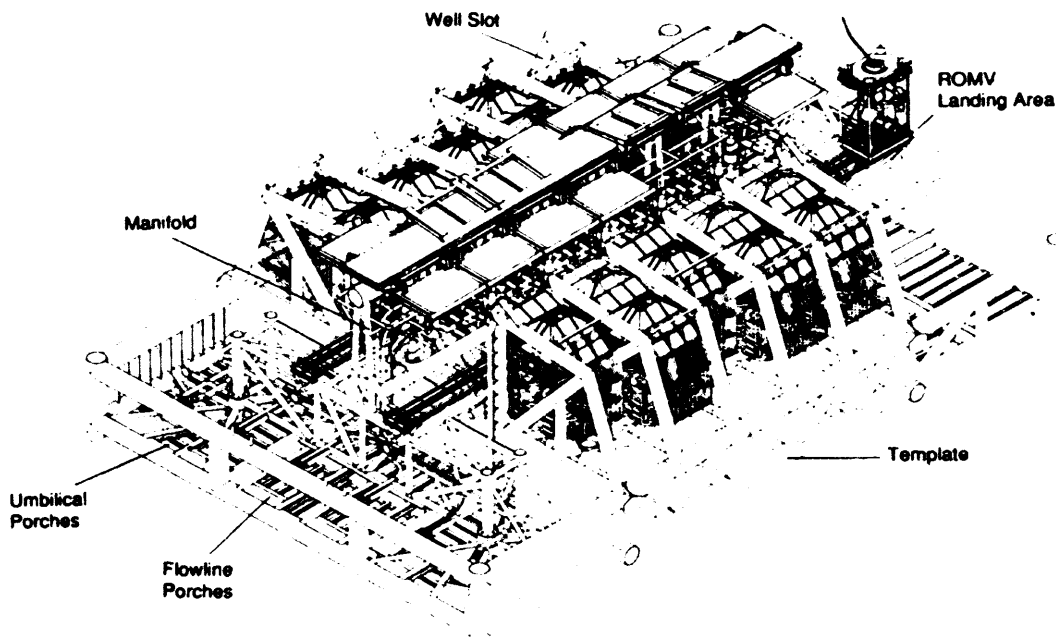 Well Slot
ROMV
Landing Area
Manifold
Template
Umbilical
Porches
Flowline
Porches